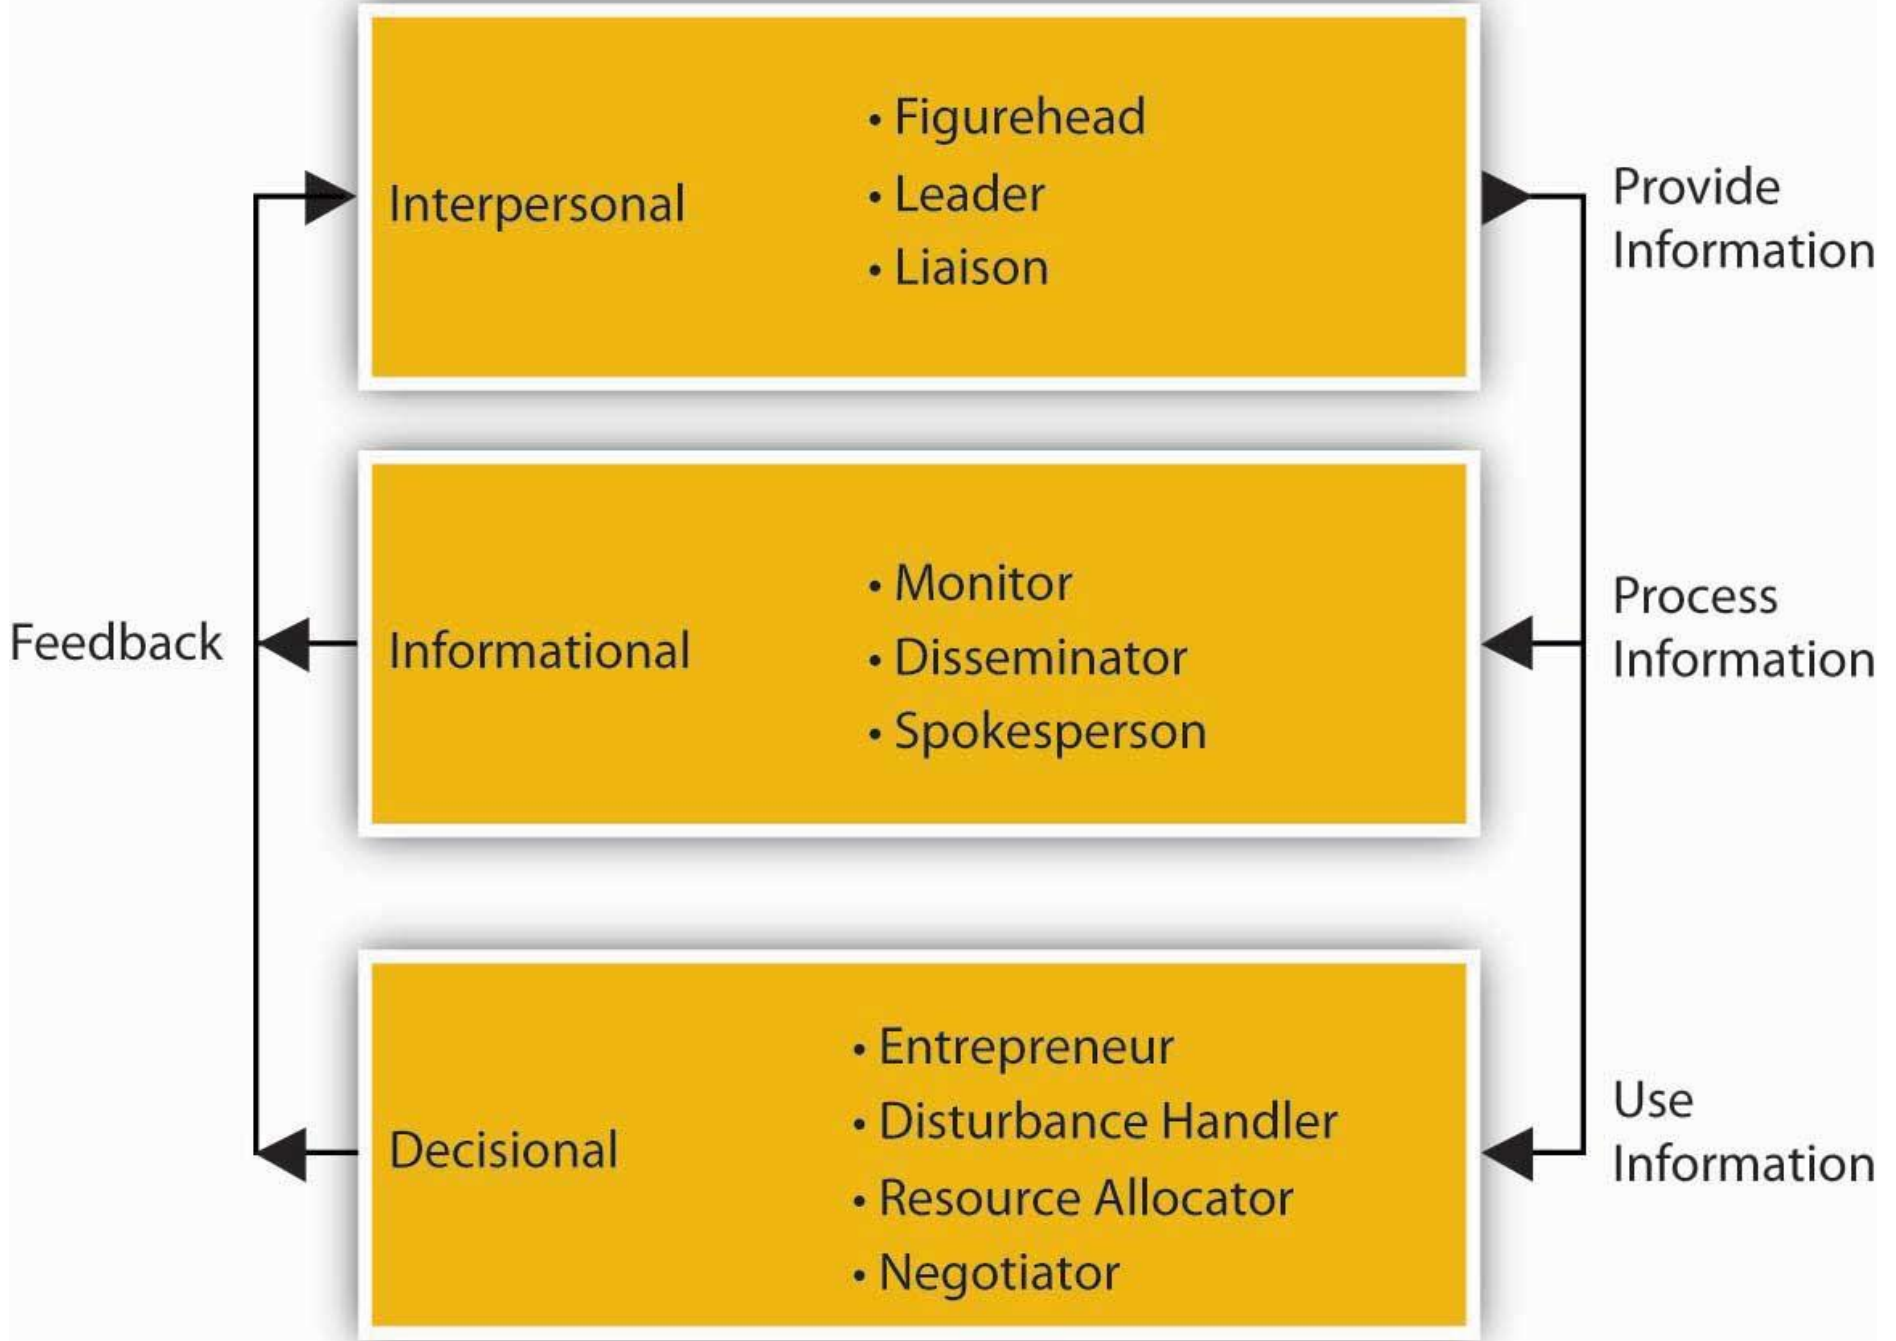 Interpersonal
• Figurehead
• Leader
• Liaison
Provide
Information
Feedback
Informational
• Monitor
• Disseminator
• Spokesperson
Process
Information
Decisional
• Entrepreneur
• Disturbance Handler
• Resource Allocator
• Negotiator
Use
Information